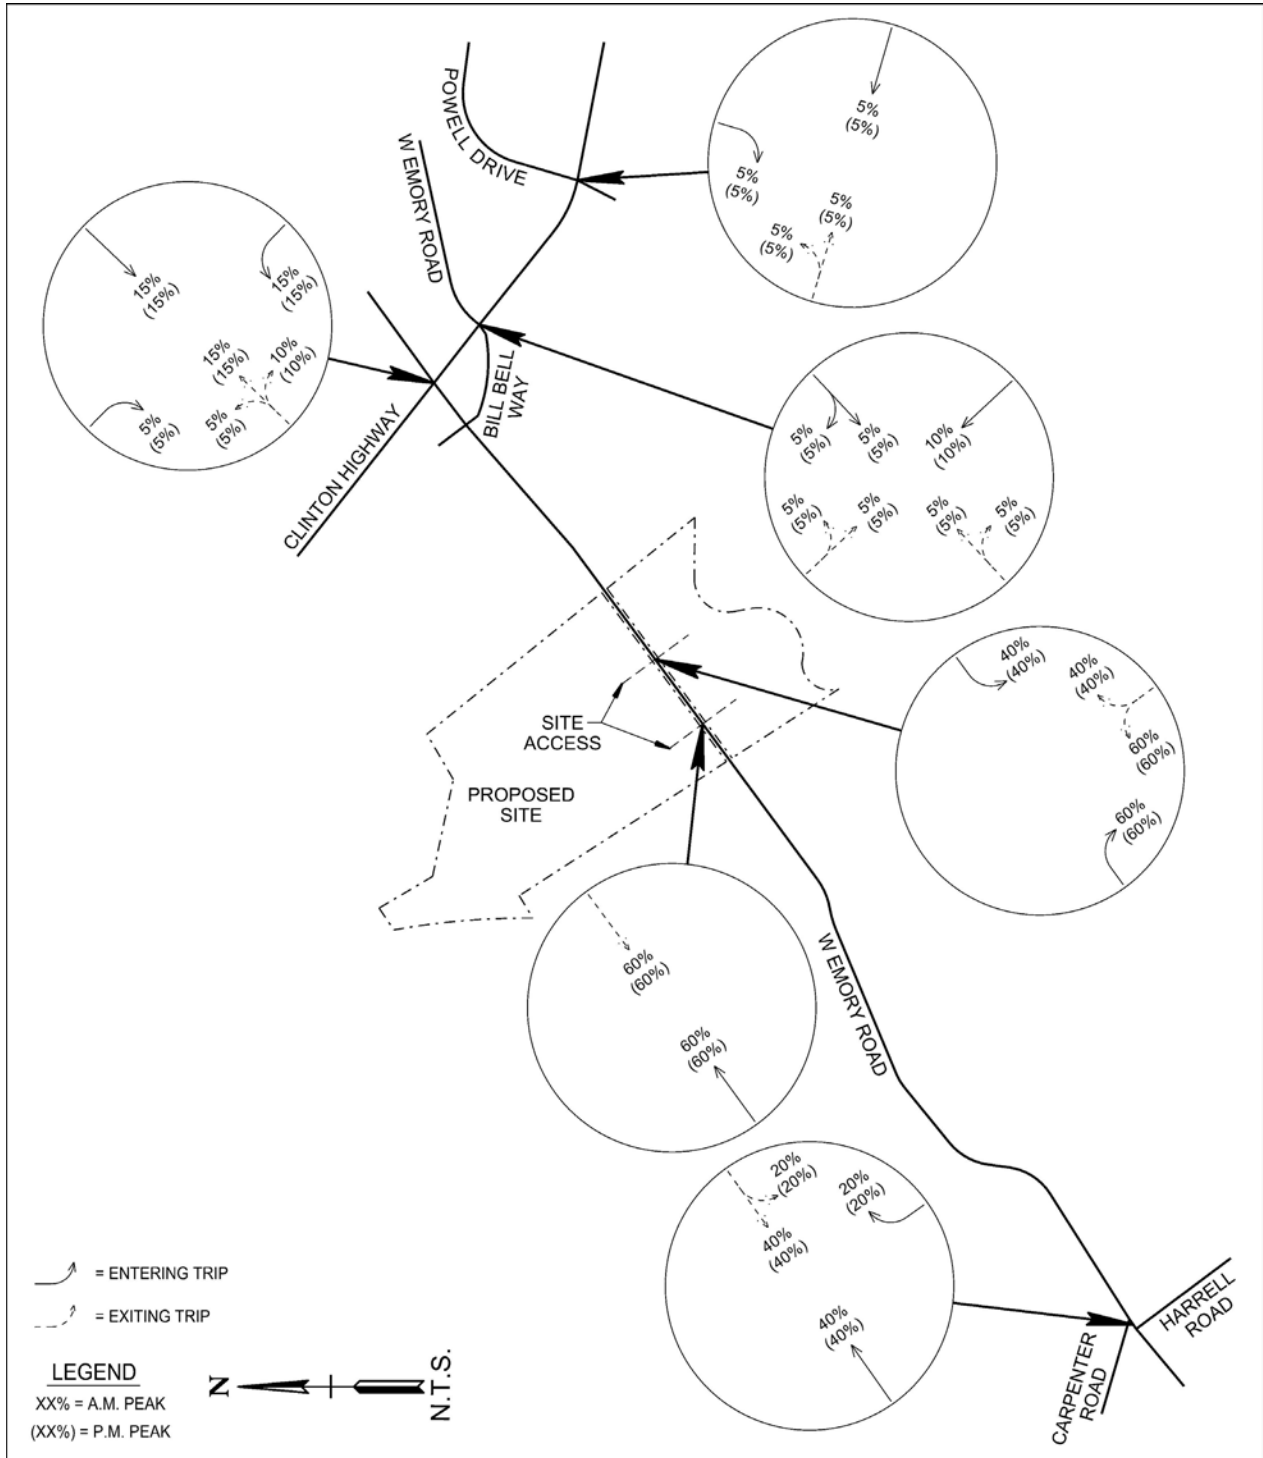 POWELL DRIVE
W EMORY ROAD
5%
(5%)
5%
(5%)
5%
(5%)
5%
(5%)
15%
(15%)
15%
(15%)
15%
(15%)
10%
(10%)
5%
(5%)
5%
(5%)
BILL BELL
WAY
CLINTON HIGHWAY
5%
(5%)
5%
(5%)
10%
(10%)
5%
(5%)
5%
(5%)
5%
(5%)
5%
(5%)
40%
(40%)
40%
(40%)
60%
(60%)
60%
(60%)
SITE
ACCESS
PROPOSED
SITE
60%
(60%)
60%
(60%)
W EMORY ROAD
20%
(20%)
20%
(20%)
40%
(40%)
40%
(40%)
HARRELL
ROAD
CARPENTER
ROAD
= ENTERING TRIP
= EXITING TRIP
LEGEND
XX% = A.M. PEAK
(XX%) = P.M. PEAK
N
N.T.S.